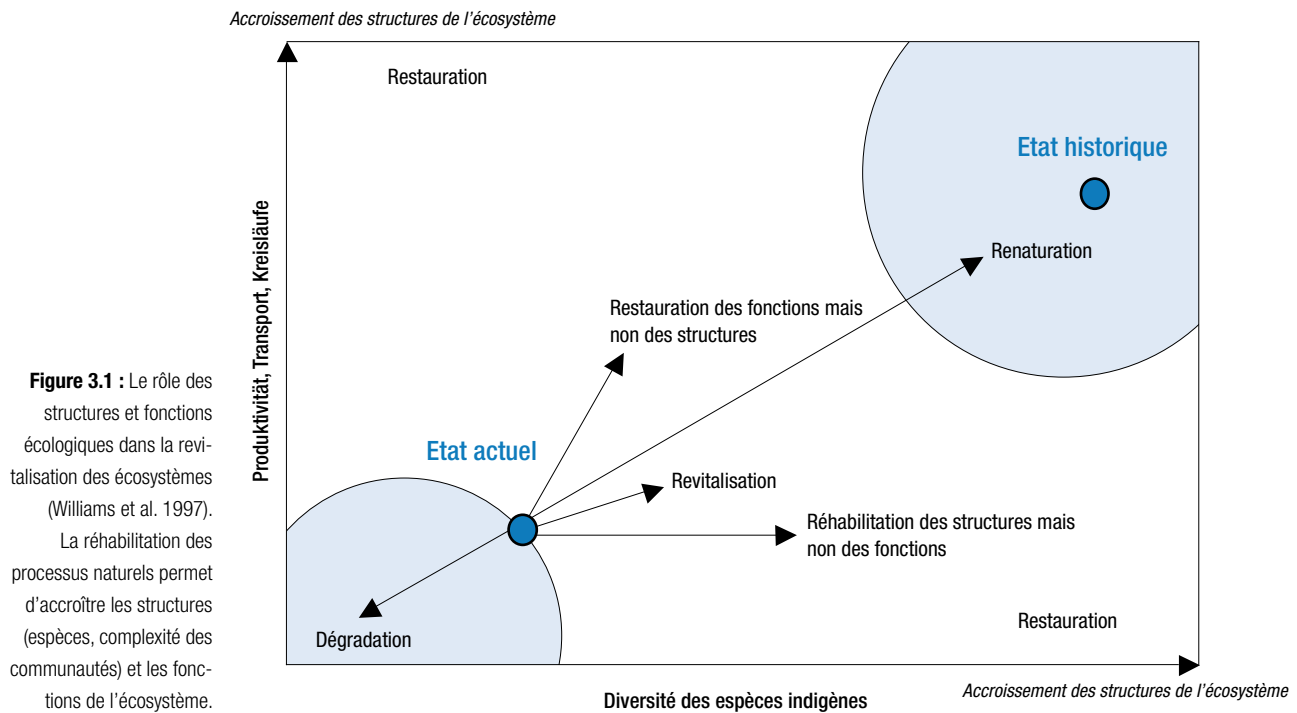 Accroissement des structures de l'écosystème
Restauration
Etat historique
Produktivität, Transport, Kreisläufe
Renaturation
Restauration des fonctions mais
non des structures
Etat actuel
Revitalisation
Réhabilitation des structures mais
non des fonctions
Dégradation
Restauration
Diversité des espèces indigènes
Accroissement des structures de l'écosystème
Figure 3.1 : Le rôle des
structures et fonctions
écologiques dans la revi-
talisation des écosystèmes
(Williams et al. 1997).
La réhabilitation des
processus naturels permet
d'accroître les structures
(espèces, complexité des
communautés) et les fonc-
tions de l'écosystème.